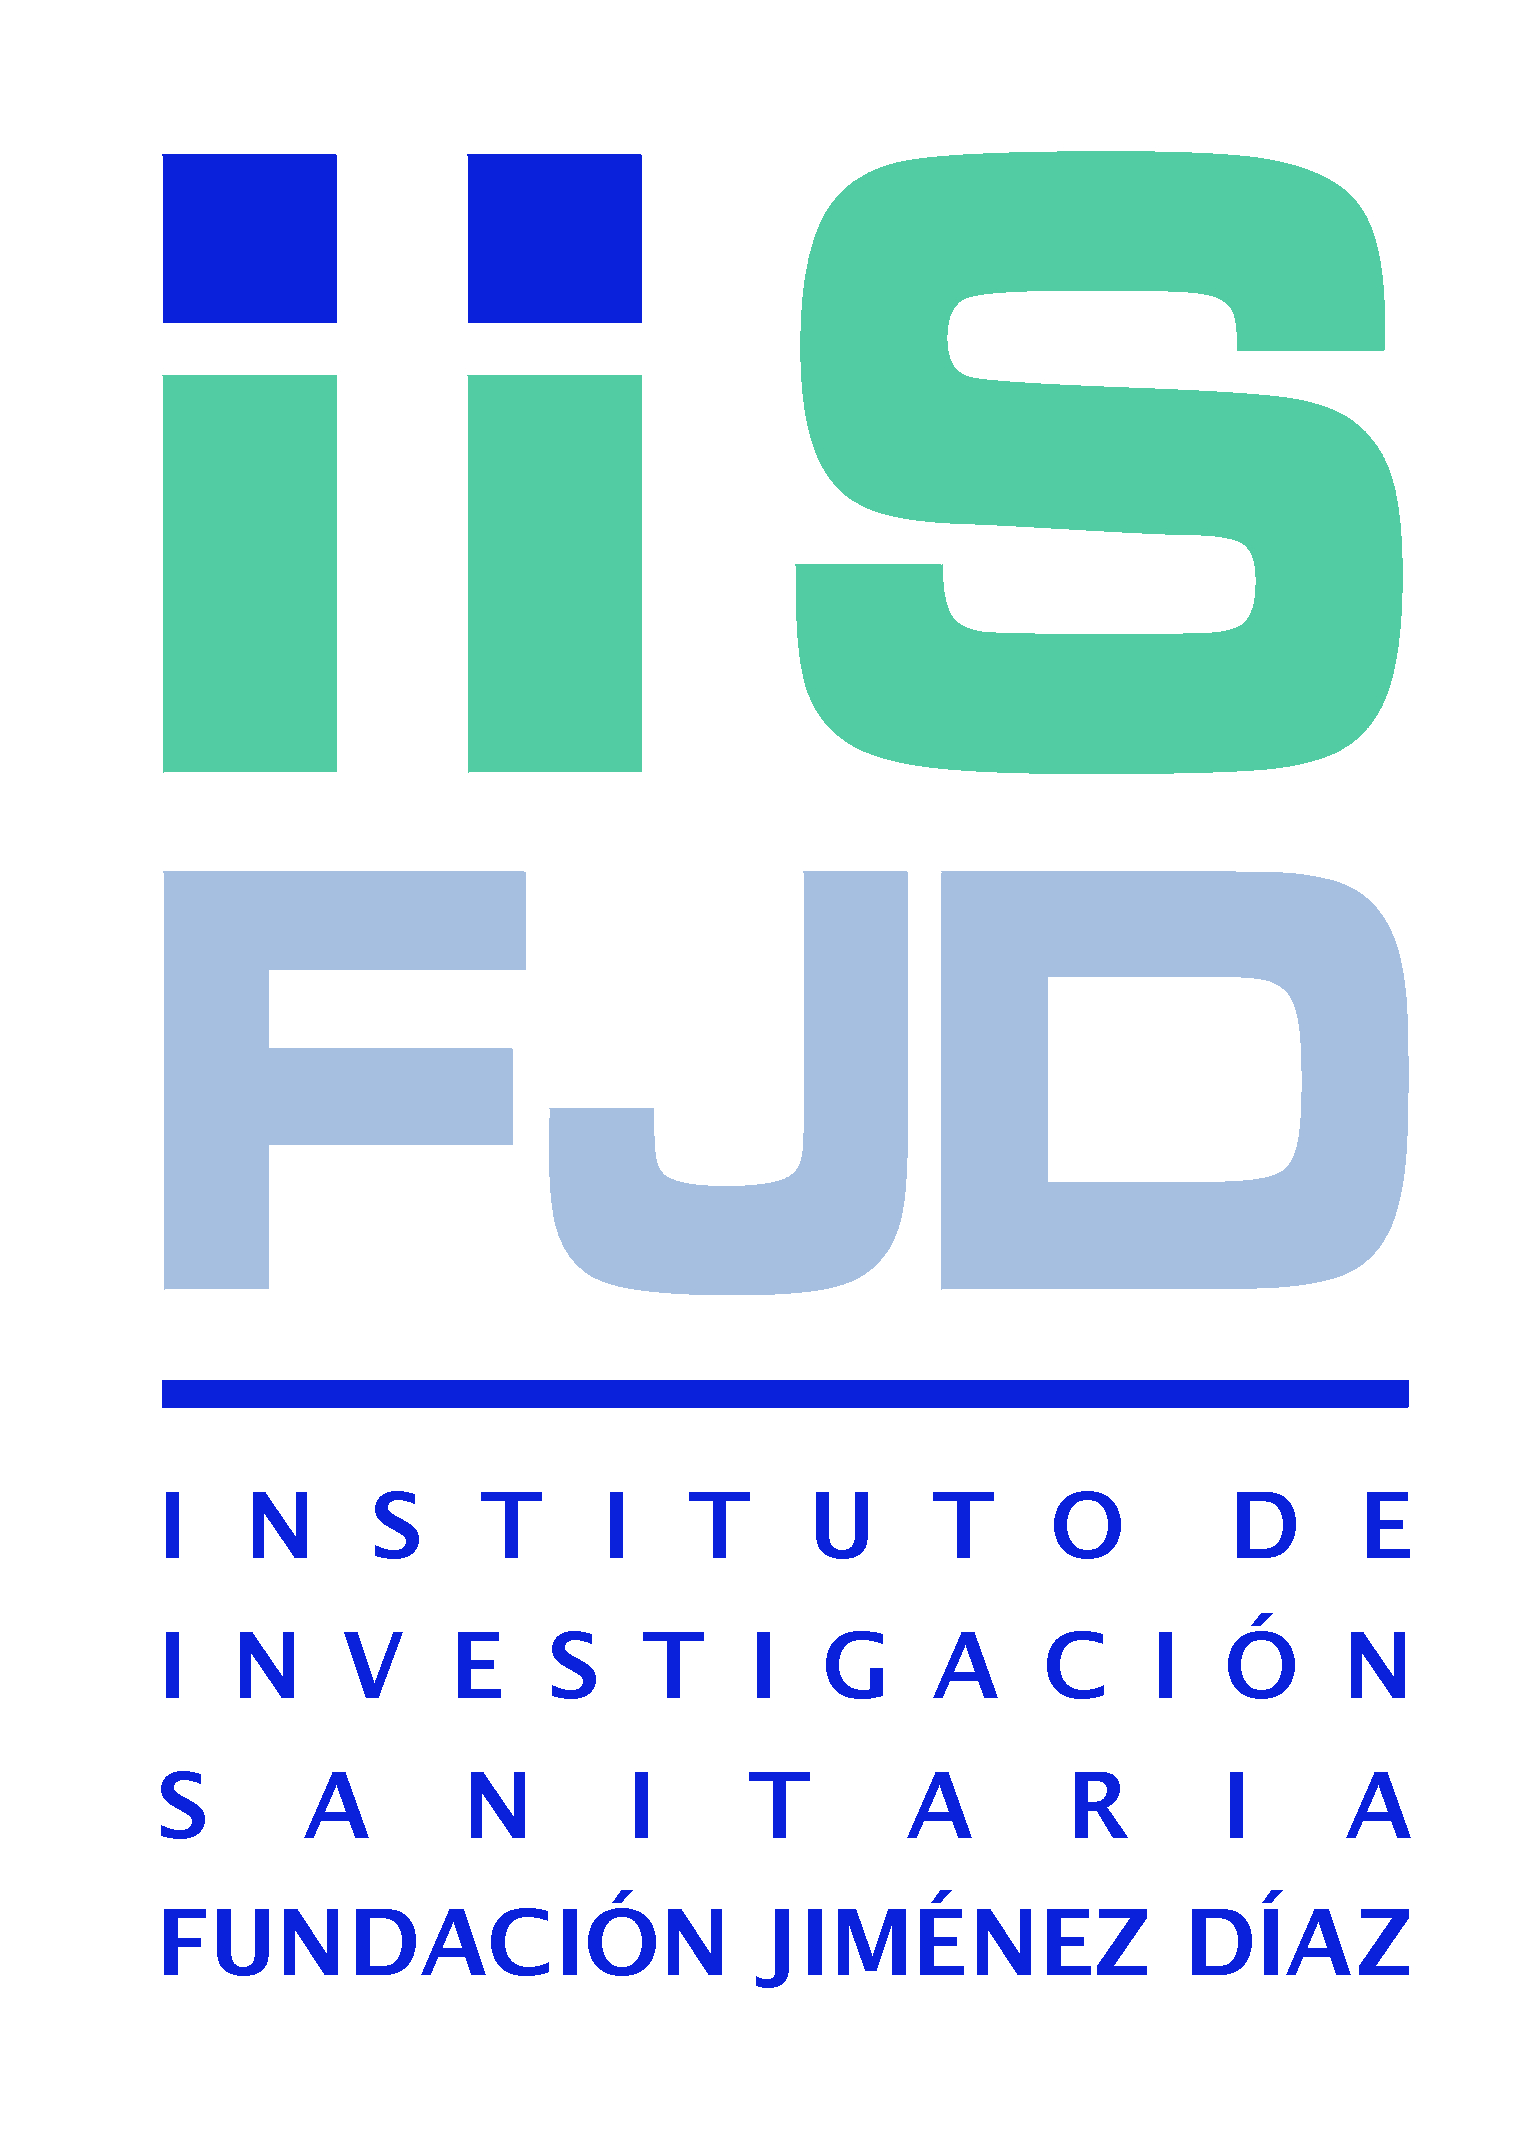 iiS
FJD
INSTITUTO DE
INVESTIGACIÓN
SANITARIA
FUNDACIÓN JIMÉNEZ DÍAZ